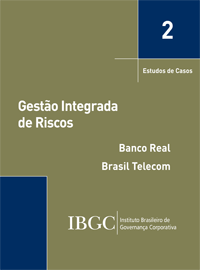 2
Estudos de Casos
Gestão Integrada
de Riscos
Banco Real
Brasil Telecom
IBGC
Instituto Brasileiro de
Governança Corporativa